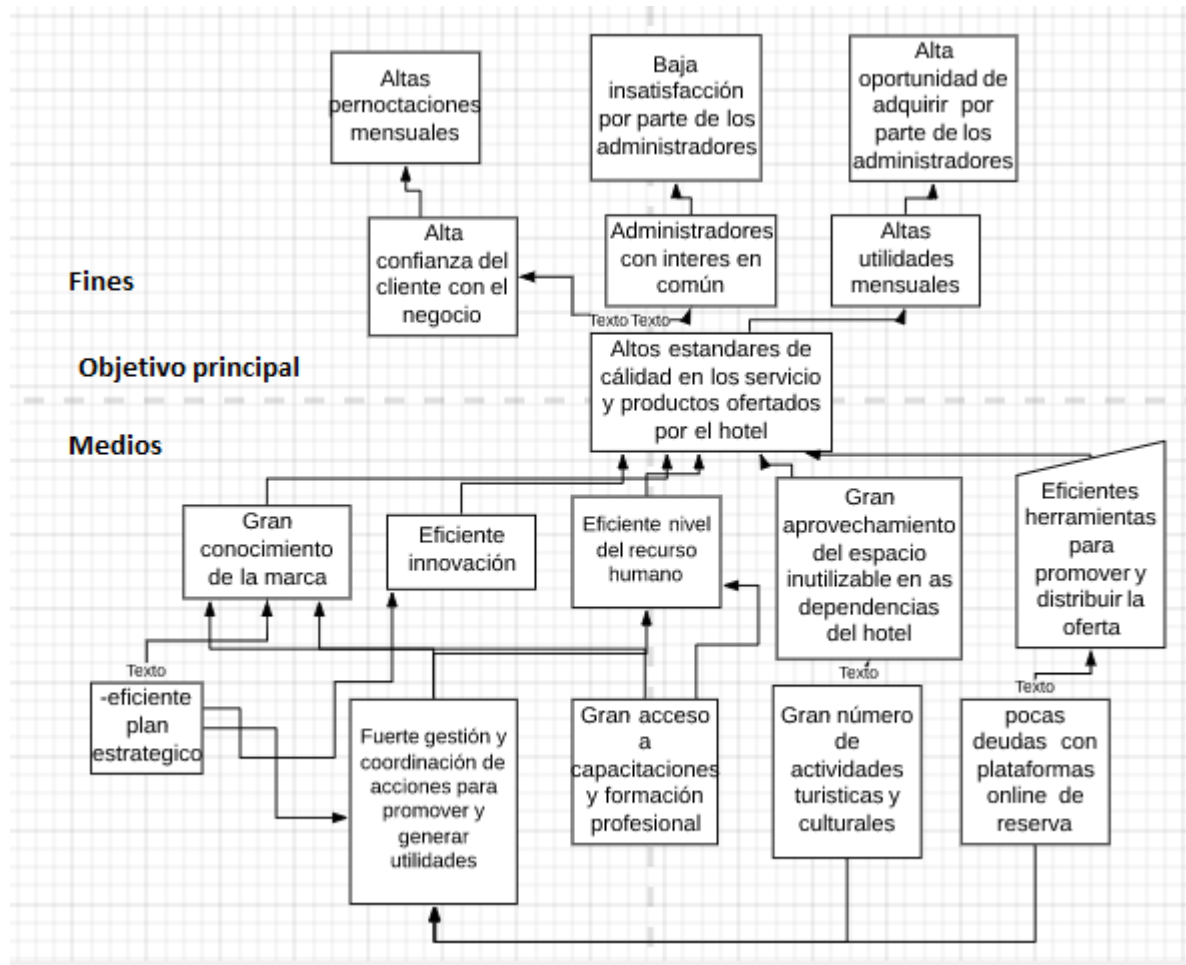 Altas
pernoctaciones
mensuales
Baja
insatisfacción
por parte de los
administradores
Alta
oportunidad de
adquirir por
parte de los
administradores
Alta
confianza del
cliente con el
negocio
Administradores
con interes en
común
Altas
utilidades
mensuales
Fines
Texto Texto
Objetivo principal
Altos estandares de
cálidad en los servicio
y productos ofertados
por el hotel
Medios
Gran
conocimiento
de la marca
Eficiente
innovación
Eficiente nivel
del recurso
humano
Gran
aprovechamiento
del espacio
inutilizable en as
dependencias
del hotel
Eficientes
herramientas
para
promover y
distribuir la
oferta
Texto
Texto
Texto
-eficiente
plan
estrategico
Fuerte gestión y
coordinación de
acciones para
promover y
generar
utilidades
Gran acceso
a
capacitaciones
y formación
profesional
Gran número
de
actividades
turisticas y
culturales
pocas
deudas con
plataformas
online de
reserva